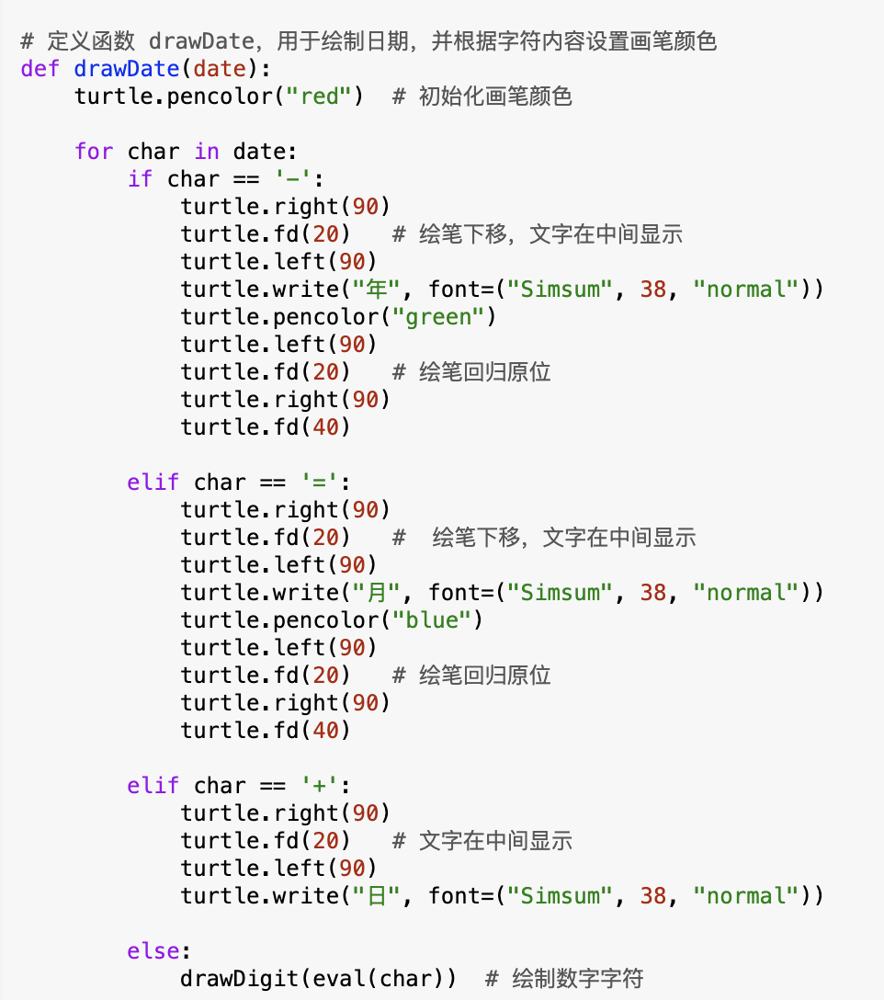 # 定义函数 drawDate，用于绘制日期，并根据字符内容设置画笔颜色
def drawDate(date):
    turtle.pencolor("red")  # 初始化画笔颜色

    for char in date:
        if char == '-':
            turtle.right(90)
            turtle.fd(20)   # 绘笔下移，文字在中间显示
            turtle.left(90)
            turtle.write("年", font=("Simsum", 38, "normal"))
            turtle.pencolor("green")
            turtle.left(90)
            turtle.fd(20)   # 绘笔回归原位
            turtle.right(90)
            turtle.fd(40)

        elif char == '=':
            turtle.right(90)
            turtle.fd(20)   #  绘笔下移，文字在中间显示
            turtle.left(90)
            turtle.write("月", font=("Simsum", 38, "normal"))
            turtle.pencolor("blue")
            turtle.left(90)
            turtle.fd(20)   # 绘笔回归原位
            turtle.right(90)
            turtle.fd(40)

        elif char == '+':
            turtle.right(90)
            turtle.fd(20)   # 文字在中间显示
            turtle.left(90)
            turtle.write("日", font=("Simsum", 38, "normal"))

        else:
            drawDigit(eval(char))  # 绘制数字字符